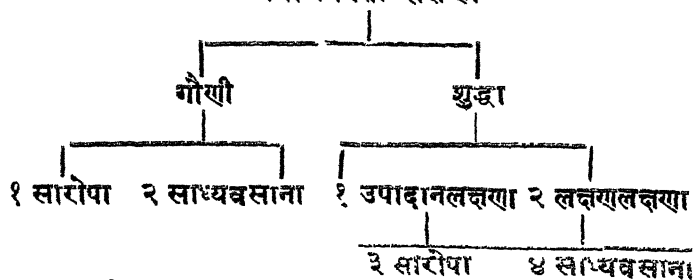 गौणी शुद्धा
१ सारोपा २ साध्यवसाना १ उपादानलक्षणा २ लक्षणलक्षणा
३ सारोपा ४ साध्यवसाना